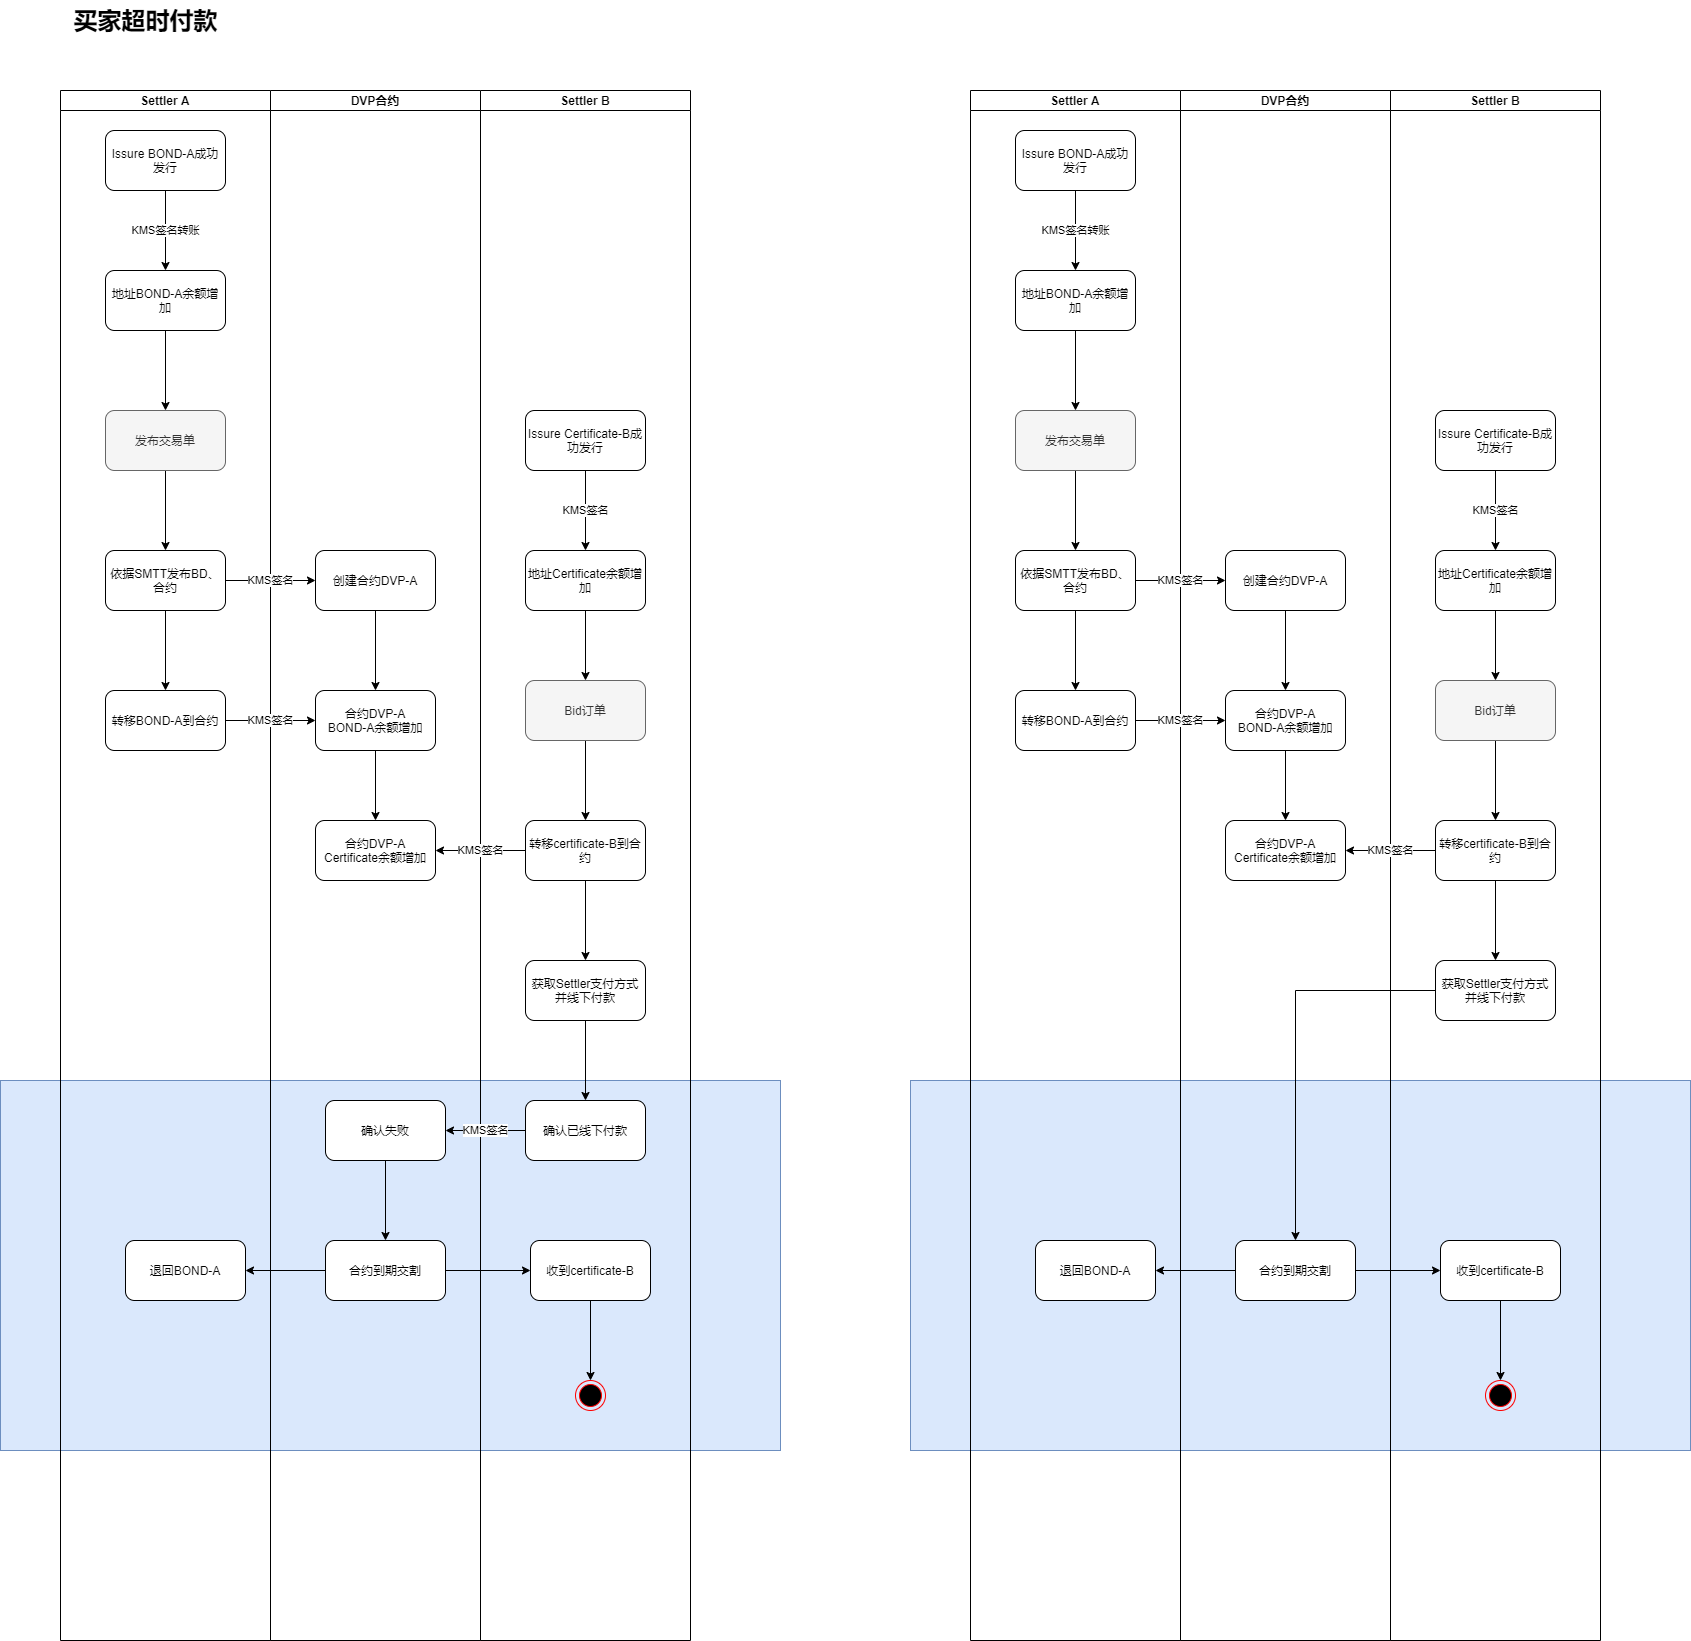 买家超时付款
Settler A
DVP合约
Settler B
Issure BOND-A成功
发行
KMS签名转账
地址BOND-A余额增
加
发布交易单
Issure Certificate-B成
功发行
KMS签名
依据SMTT发布BD、
合约
KMS签名
创建合约DVP-A
地址Certificate余额增
加
转移BOND-A到合约
KMS签名
合约DVP-A
BOND-A余额增加
Bid订单
合约DVP-A
Certificate余额增加
KMS签名
转移certificate-B到合
约
获取Settler支付方式
并线下付款
确认失败
KMS签名
确认已线下付款
退回BOND-A
合约到期交割
收到certificate-B
Settler A
DVP合约
Settler B
Issure BOND-A成功
发行
KMS签名转账
地址BOND-A余额增
加
发布交易单
Issure Certificate-B成
功发行
KMS签名
依据SMTT发布BD、
合约
KMS签名
创建合约DVP-A
地址Certificate余额增
加
转移BOND-A到合约
KMS签名
合约DVP-A
BOND-A余额增加
Bid订单
合约DVP-A
Certificate余额增加
KMS签名
转移certificate-B到合
约
获取Settler支付方式
并线下付款
退回BOND-A
合约到期交割
收到certificate-B